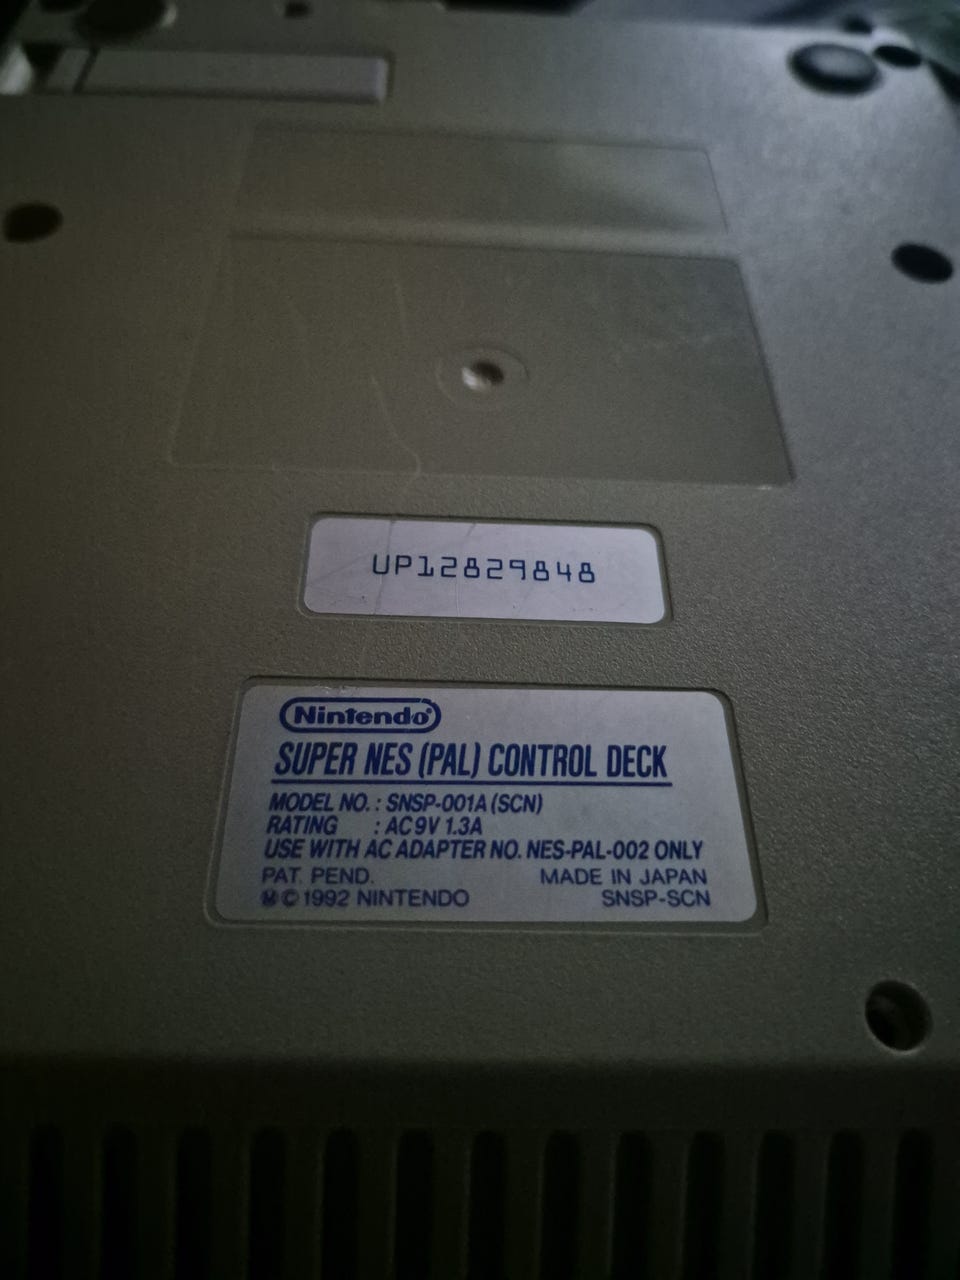 UP12829848
Nintendo®
SUPER NES (PAL) CONTROL DECK
MODEL NO. : SNSP-001A (SCN)
RATING : AC 9V 1.3A
USE WITH AC ADAPTER NO. NES-PAL-002 ONLY
PAT. PEND. MADE IN JAPAN
Ⓜ©1992 NINTENDO SNSP-SCN